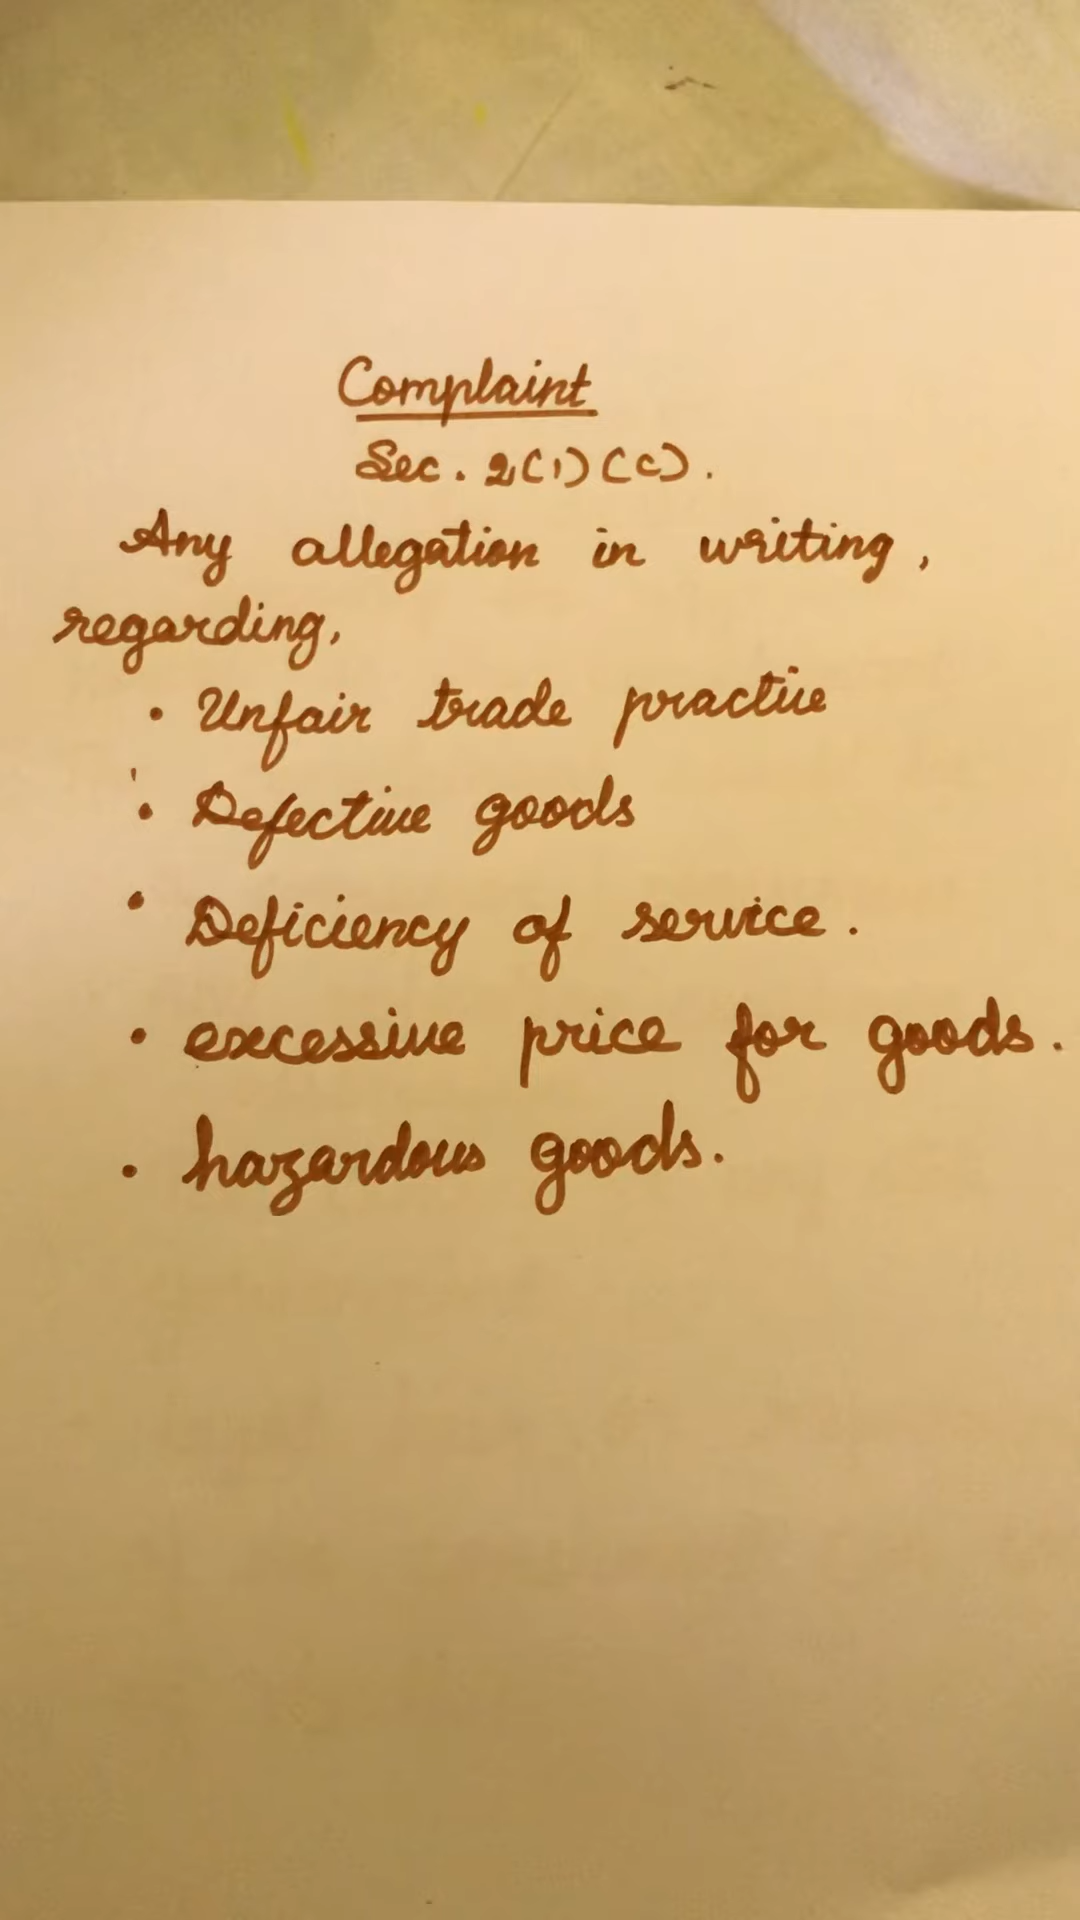 Complaint
Sec. 2(1)(c).
Any allegation in writing,
regarding,
• Unfair trade practice
• Defective goods
• Deficiency of service.
• excessive price for goods.
• hazardous goods.